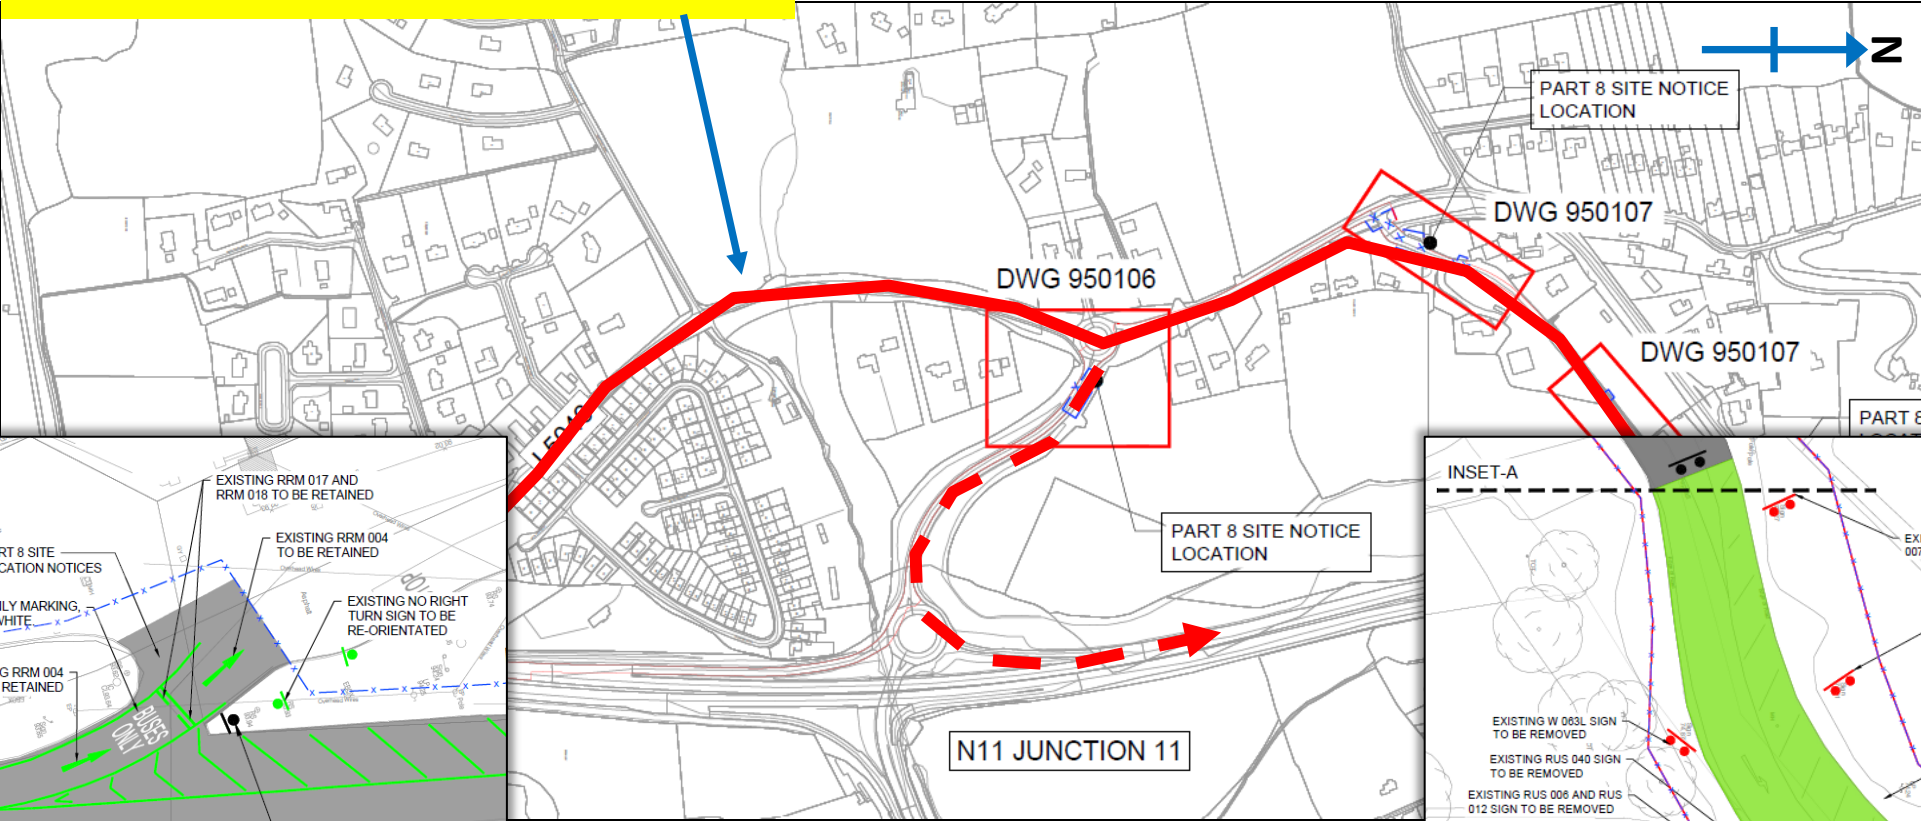 N
PART 8 SITE NOTICE
LOCATION
DWG 950107
DWG 950106
DWG 950107
PART 8
PART 8 SITE NOTICE
LOCATION
N11 JUNCTION 11
EXISTING RRM 017 AND
RRM 018 TO BE RETAINED
EXISTING RRM 004
TO BE RETAINED
RT 8 SITE
CATION NOTICES
NLY MARKING,
WHITE
EXISTING NO RIGHT
TURN SIGN TO BE
RE-ORIENTATED
G RRM 004
RETAINED
BUSES
ONLY
INSET-A
EXI
007
EXISTING W 063L SIGN
TO BE REMOVED
EXISTING RUS 040 SIGN
TO BE REMOVED
EXISTING RUS 006 AND RUS
012 SIGN TO BE REMOVED